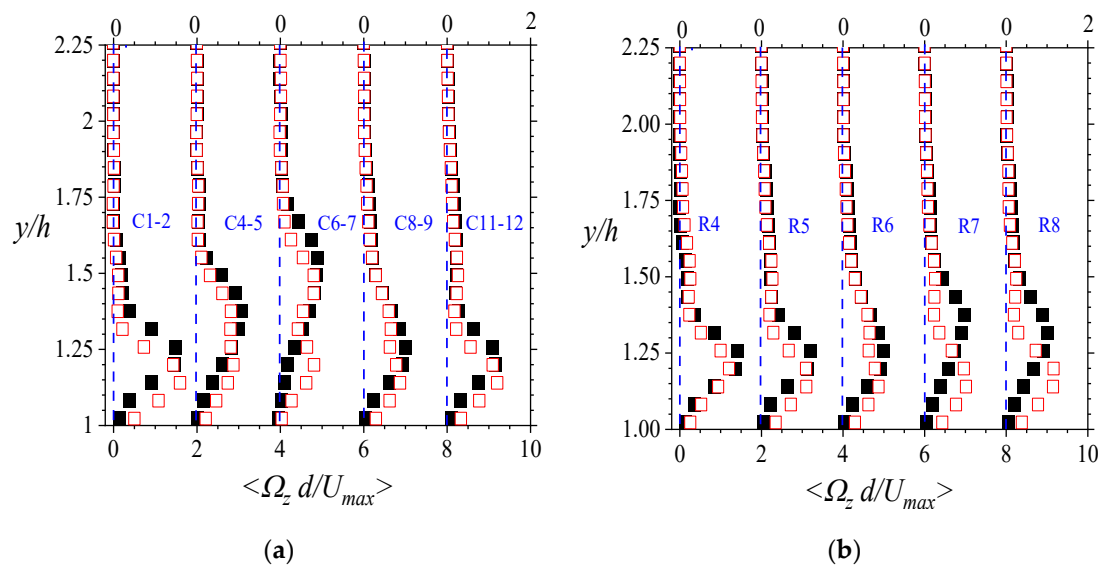 0 0 0 0 0 2
2.25
2
1.75
1.5
1.25
1
y/h
C1-2 C4-5 C6-7 C8-9 C11-12
0 2 4 6 8 10
<Ω_z d/U_max>
(a)
0 0 0 0 0 2
2.25
2.00
1.75
1.50
1.25
1.00
y/h
R4 R5 R6 R7 R8
0 2 4 6 8 10
<Ω_z d/U_max>
(b)